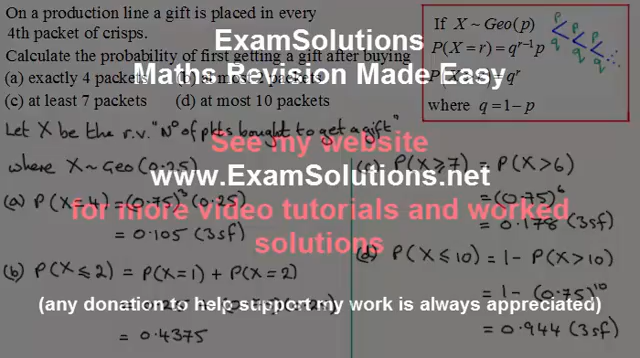 On a production line a gift is placed in every
4th packet of crisps.
Calculate the probability of first getting a gift after buying
(a) exactly 4 packets (b) at most 2 packets
(c) at least 7 packets (d) at most 10 packets
If X ~ Geo(p)
P(X = r) = q^{r−1}p
P(X > r) = q^r
where q = 1 − p
p
q
p
q
p
q
ExamSolutions
Maths Revision Made Easy
See my website
www.ExamSolutions.net
for more video tutorials and worked
solutions
(any donation to help support my work is always appreciated)
Let X be the r.v. "Nº of pkts bought to get a gift"
where X ~ Geo(0.25)
(a) P(X=4) = (0.75)^3 (0.25)
= 0.105 (3sf)
(b) P(X ≤ 2) = P(X=1) + P(X=2)
= 0.4375
(c) P(X ≥ 7) = P(X > 6)
= (0.75)^6
= 0.178 (3sf)
(d) P(X ≤ 10) = 1 - P(X > 10)
= 1 - (0.75)^10
= 0.944 (3sf)